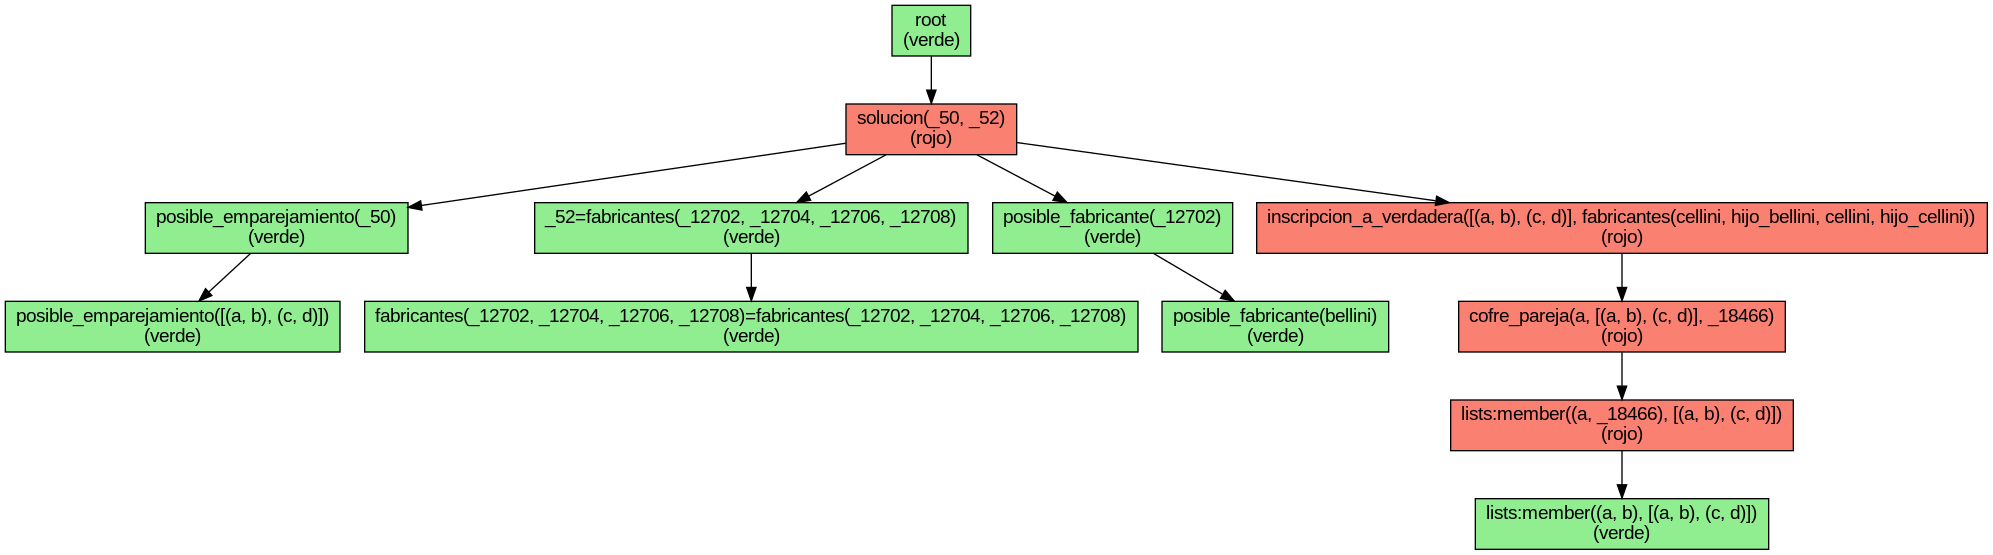 root
(verde)
solucion(_50, _52)
(rojo)
posible_emparejamiento(_50)
(verde)
_52=fabricantes(_12702, _12704, _12706, _12708)
(verde)
posible_fabricante(_12702)
(verde)
inscripcion_a_verdadera([(a, b), (c, d)], fabricantes(cellini, hijo_bellini, cellini, hijo_cellini))
(rojo)
posible_emparejamiento([(a, b), (c, d)])
(verde)
fabricantes(_12702, _12704, _12706, _12708)=fabricantes(_12702, _12704, _12706, _12708)
(verde)
posible_fabricante(bellini)
(verde)
cofre_pareja(a, [(a, b), (c, d)], _18466)
(rojo)
lists:member((a, _18466), [(a, b), (c, d)])
(rojo)
lists:member((a, b), [(a, b), (c, d)])
(verde)